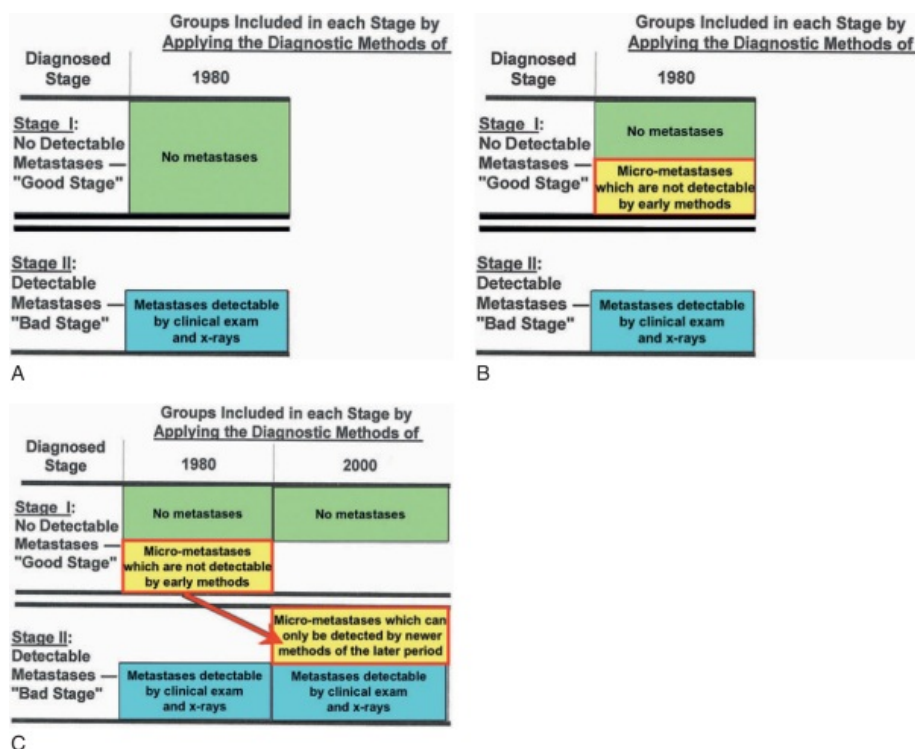 Groups Included in each Stage by
Applying the Diagnostic Methods of
Diagnosed
Stage
1980
Stage I:
No Detectable
Metastases —
"Good Stage"
No metastases
Stage II:
Detectable
Metastases —
"Bad Stage"
Metastases detectable
by clinical exam
and x-rays
A
Groups Included in each Stage by
Applying the Diagnostic Methods of
Diagnosed
Stage
1980
Stage I:
No Detectable
Metastases —
"Good Stage"
No metastases
Micro-metastases
which are not detectable
by early methods
Stage II:
Detectable
Metastases —
"Bad Stage"
Metastases detectable
by clinical exam
and x-rays
B
Groups Included in each Stage by
Applying the Diagnostic Methods of
Diagnosed
Stage
1980
2000
Stage I:
No Detectable
Metastases —
"Good Stage"
No metastases
Micro-metastases
which are not detectable
by early methods
No metastases
Stage II:
Detectable
Metastases —
"Bad Stage"
Metastases detectable
by clinical exam
and x-rays
Micro-metastases which can
only be detected by newer
methods of the later period
Metastases detectable
by clinical exam
and x-rays
C